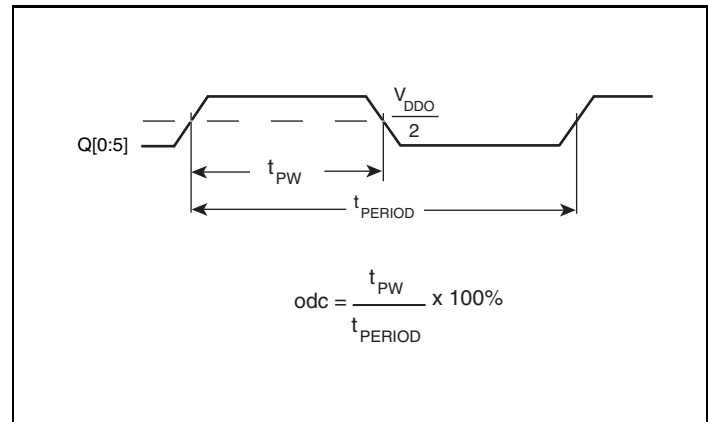 V_DDO
2
Q[0:5]
t_PW
t_PERIOD
odc = t_PW / t_PERIOD x 100%